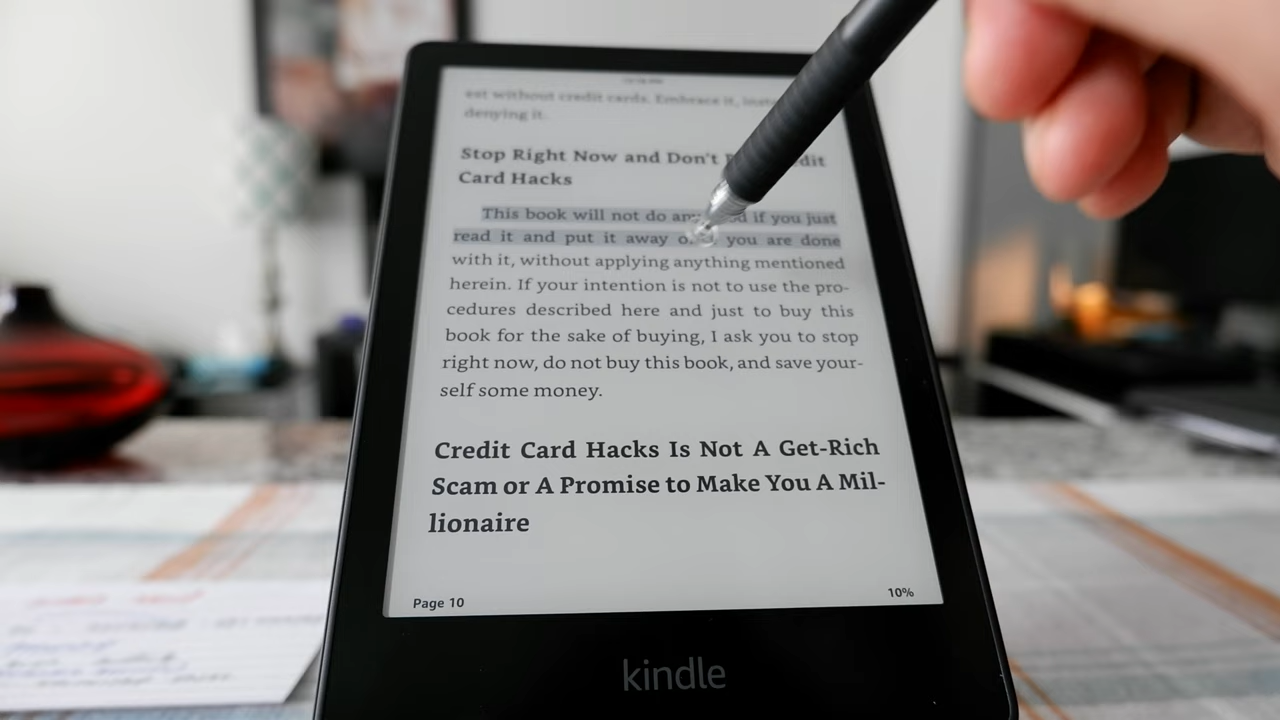 est without credit cards. Embrace it,
denying it.
Stop Right Now and Don't
Card Hacks
This book will not do any if you just
read it and put it away you are done
with it, without applying anything mentioned
herein. If your intention is not to use the pro-
cedures described here and just to buy this
book for the sake of buying, I ask you to stop
right now, do not buy this book, and save your-
self some money.
Credit Card Hacks Is Not A Get-Rich
Scam or A Promise to Make You A Mil-
lionaire
Page 10
10%
kindle